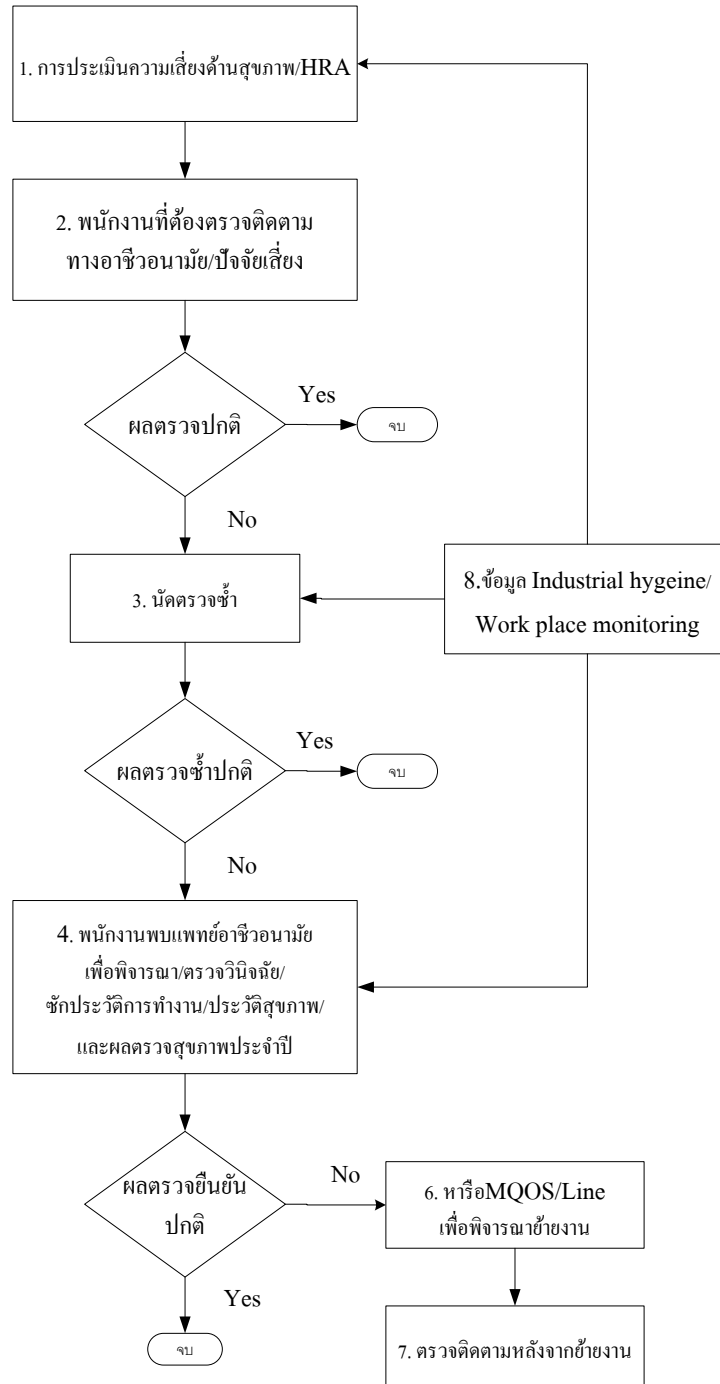 1. การประเมินความเสี่ยงด้านสุขภาพ/HRA
2. พนักงานที่ต้องตรวจติดตาม
ทางอาชีวอนามัย/ปัจจัยเสี่ยง
ผลตรวจปกติ
Yes
จบ
No
3. นัดตรวจซ้ำ
8.ข้อมูล Industrial hygeine/
Work place monitoring
ผลตรวจซ้ำปกติ
Yes
จบ
No
4. พนักงานพบแพทย์อาชีวอนามัย
เพื่อพิจารณา/ตรวจวินิจฉัย/
ซักประวัติการทำงาน/ประวัติสุขภาพ/
และผลตรวจสุขภาพประจำปี
ผลตรวจยืนยัน
ปกติ
No
6. หารือMQOS/Line
เพื่อพิจารณาย้ายงาน
Yes
จบ
7. ตรวจติดตามหลังจากย้ายงาน